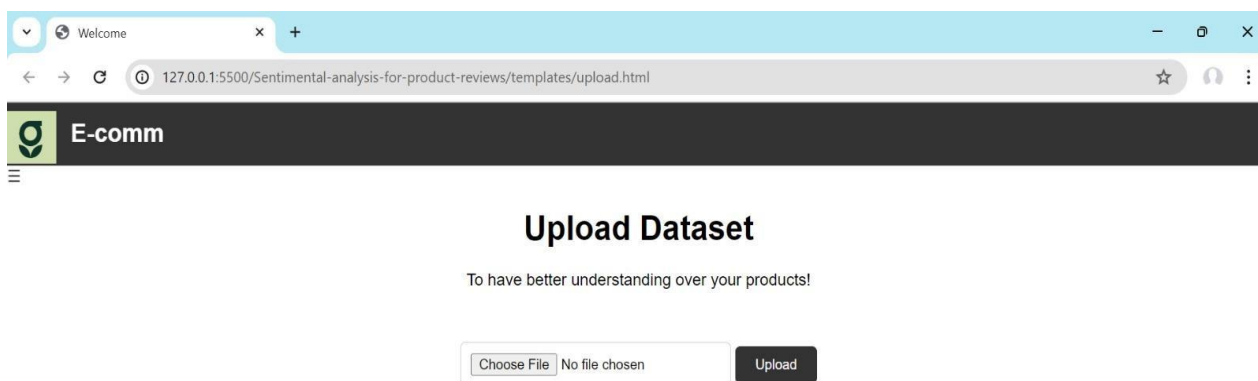 Welcome
127.0.0.1:5500/Sentimental-analysis-for-product-reviews/templates/upload.html
E-comm
Upload Dataset
To have better understanding over your products!
Choose File No file chosen Upload